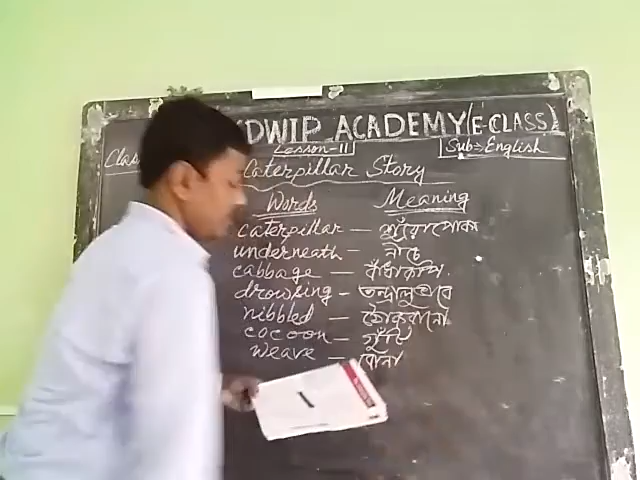 DWIP ACADEMY (E-CLASS)
Class Lesson-11 Sub:-English
Caterpillar Story
Words Meaning
caterpillar — শুঁয়োপোকা
underneath — নীচে
cabbage — বাঁধাকপি
drowsing — তন্দ্রালুভাবে
nibbled — ঠোকরানো
cocoon — গুঁটি
weave — বোনা